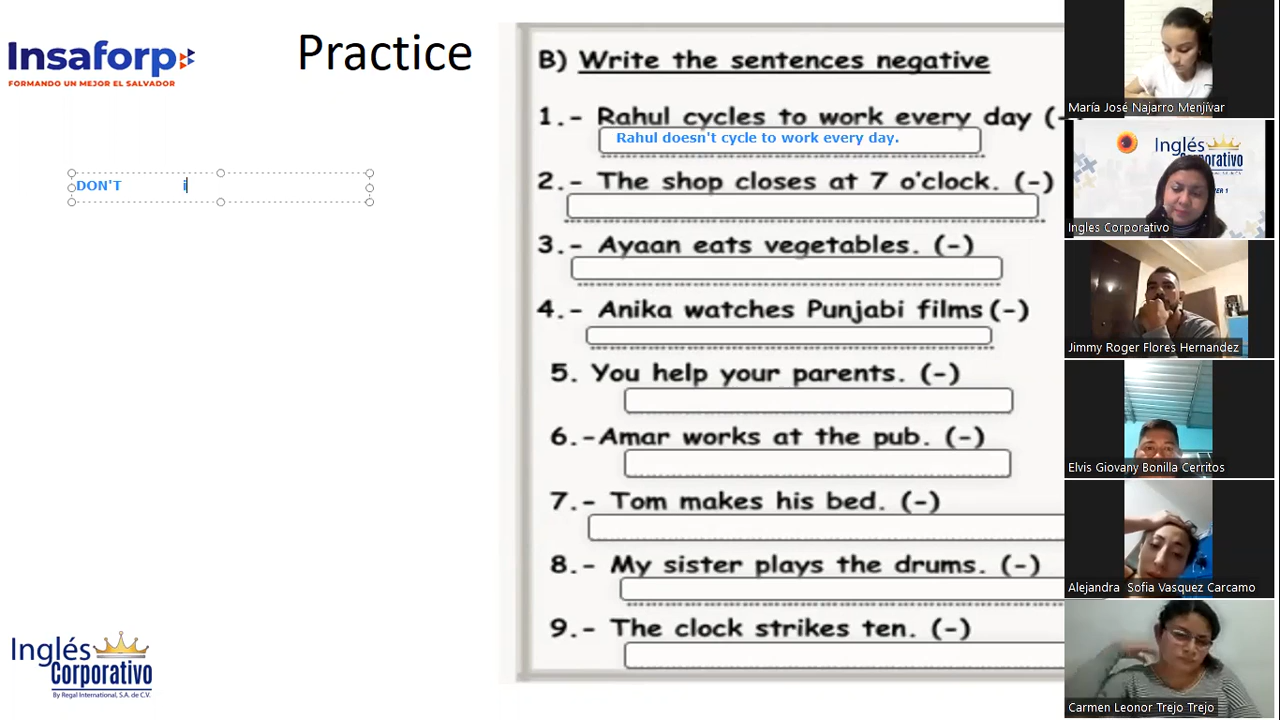 Insaforp
FORMANDO UN MEJOR EL SALVADOR
Practice
DON'T i
B) Write the sentences negative
1.- Rahul cycles to work every day (-
Rahul doesn't cycle to work every day.
2.- The shop closes at 7 o'clock. (-)
3.- Ayaan eats vegetables. (-)
4.- Anika watches Punjabi films (-)
5. You help your parents. (-)
6.-Amar works at the pub. (-)
7.- Tom makes his bed. (-)
8.- My sister plays the drums. (-)
9.- The clock strikes ten. (-)
Inglés
Corporativo
By Regal International, S.A. de C.V.
María José Najarro Menjívar
Inglés
Corporativo
Ingles Corporativo
Jimmy Roger Flores Hernandez
Elvis Giovany Bonilla Cerritos
Alejandra Sofia Vasquez Carcamo
Carmen Leonor Trejo Trejo